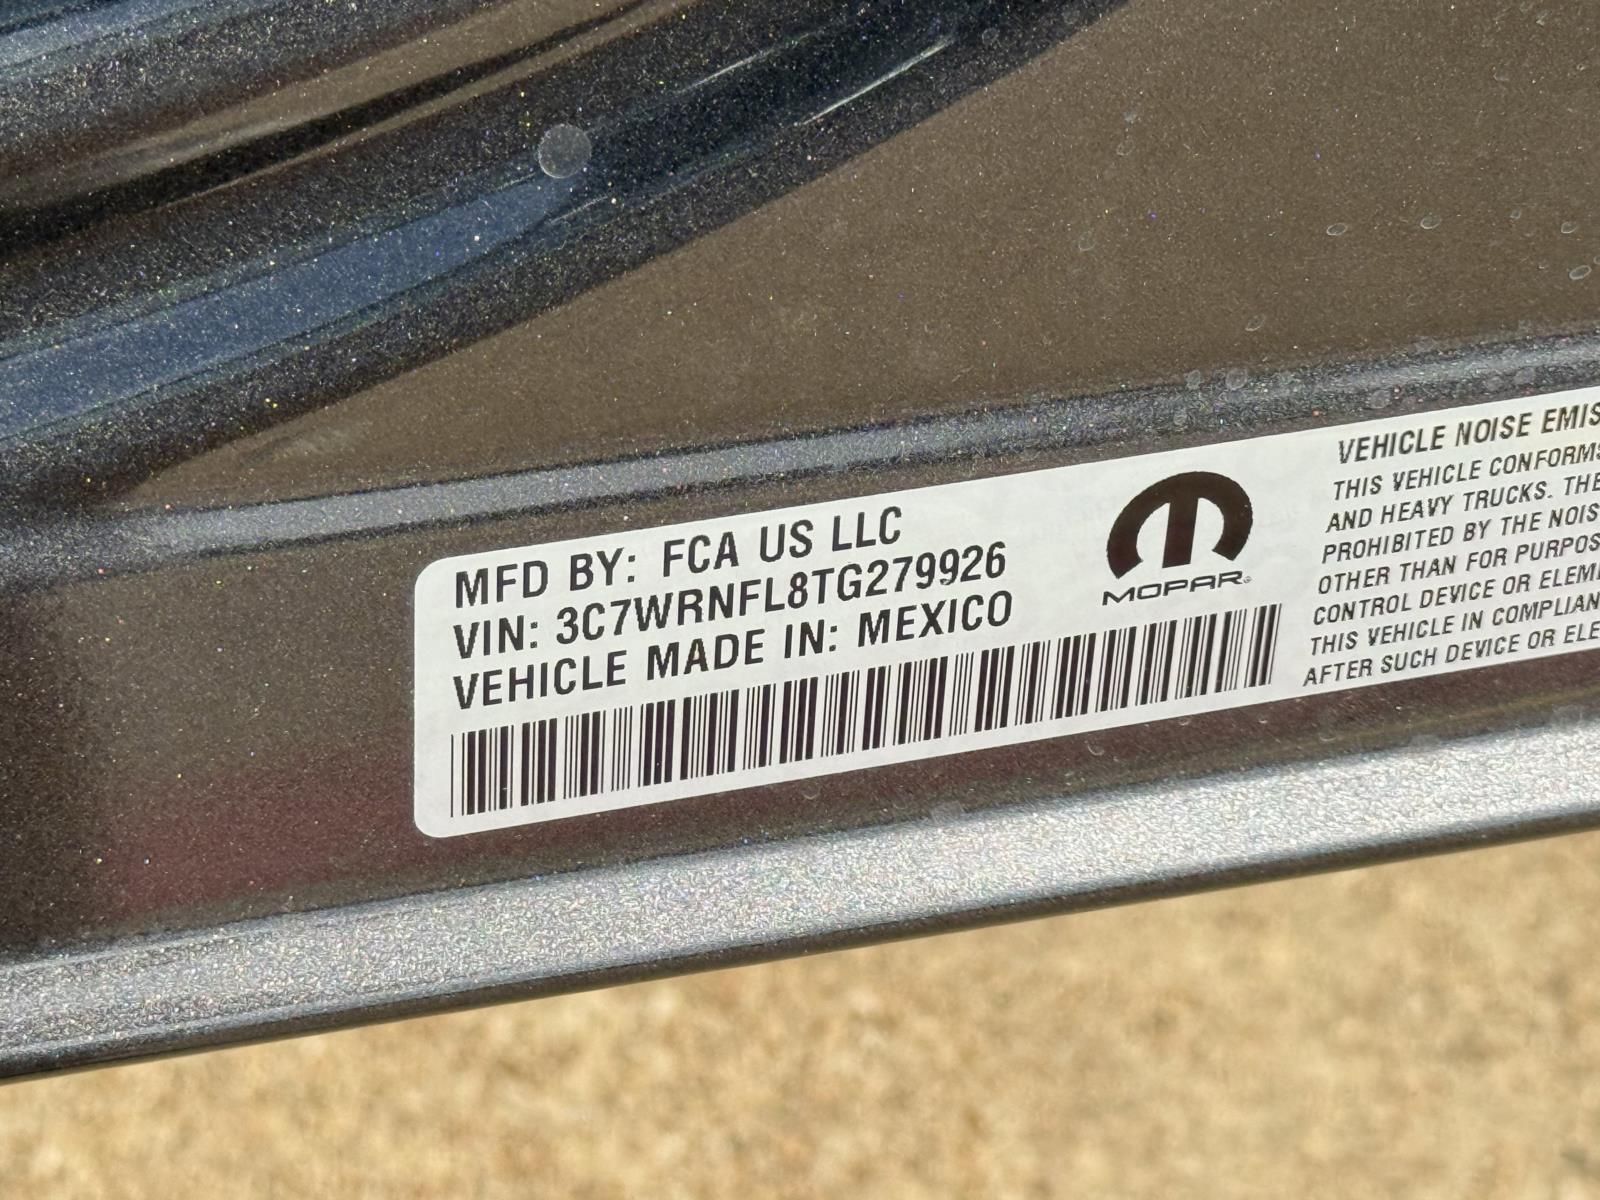 MFD BY: FCA US LLC
VIN: 3C7WRNFL8TG279926
VEHICLE MADE IN: MEXICO
MOPAR
VEHICLE NOISE EMIS
THIS VEHICLE CONFORMS
AND HEAVY TRUCKS. THE
PROHIBITED BY THE NOIS
OTHER THAN FOR PURPOS
CONTROL DEVICE OR ELEM
THIS VEHICLE IN COMPLIAN
AFTER SUCH DEVICE OR ELE